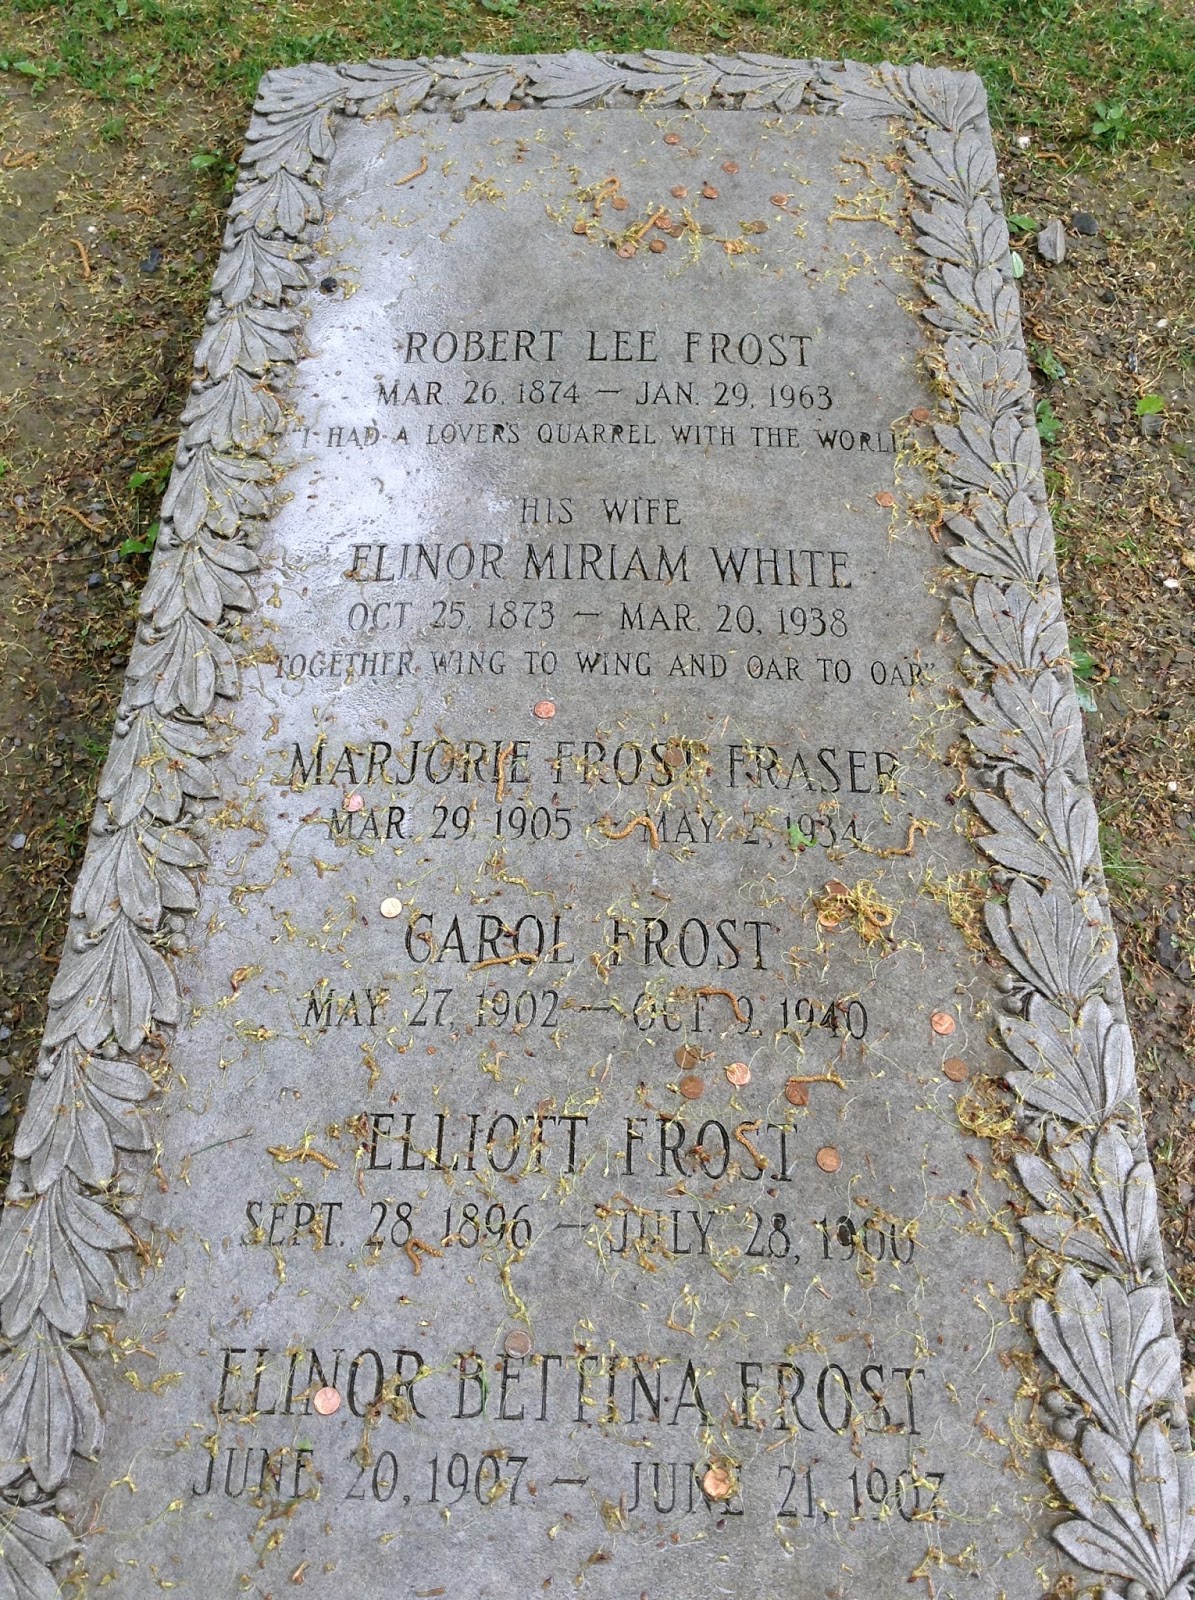 ROBERT LEE FROST
MAR. 26, 1874 — JAN. 29, 1963
"I HAD A LOVER'S QUARREL WITH THE WORLD
HIS WIFE
ELINOR MIRIAM WHITE
OCT. 25, 1873 — MAR. 20, 1938
TOGETHER WING TO WING AND OAR TO OAR"
MARJORIE FROST FRASER
MAR. 29, 1905 — MAY 2, 1934
CAROL FROST
MAY 27, 1902 — OCT. 9, 1940
ELLIOTT FROST
SEPT. 28, 1896 — JULY 28, 1900
ELINOR BETTINA FROST
JUNE 20, 1907 — JUNE 21, 1907